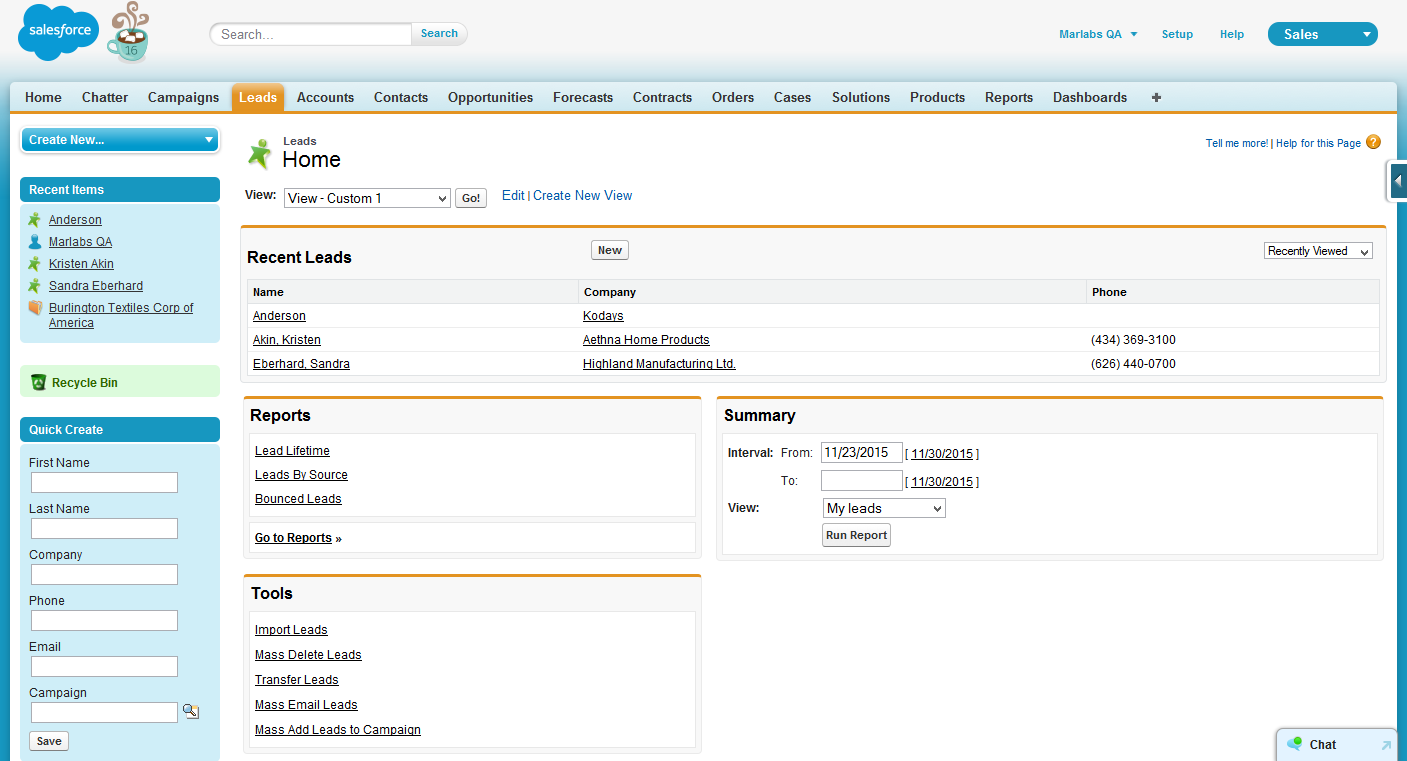 salesforce
16
Search...
Search
Marlabs QA
Setup
Help
Sales
Home Chatter Campaigns Leads Accounts Contacts Opportunities Forecasts Contracts Orders Cases Solutions Products Reports Dashboards +
Create New...
Recent Items
Anderson
Marlabs QA
Kristen Akin
Sandra Eberhard
Burlington Textiles Corp of
America
Recycle Bin
Quick Create
First Name
Last Name
Company
Phone
Email
Campaign
Save
Leads
Home
Tell me more! | Help for this Page ?
View: View - Custom 1 Go! Edit | Create New View
Recent Leads
New
Recently Viewed
Name Company Phone
Anderson Kodays
Akin, Kristen Aethna Home Products (434) 369-3100
Eberhard, Sandra Highland Manufacturing Ltd. (626) 440-0700
Reports
Lead Lifetime
Leads By Source
Bounced Leads
Go to Reports »
Summary
Interval: From: 11/23/2015 [ 11/30/2015 ]
To: [ 11/30/2015 ]
View: My leads
Run Report
Tools
Import Leads
Mass Delete Leads
Transfer Leads
Mass Email Leads
Mass Add Leads to Campaign
Chat